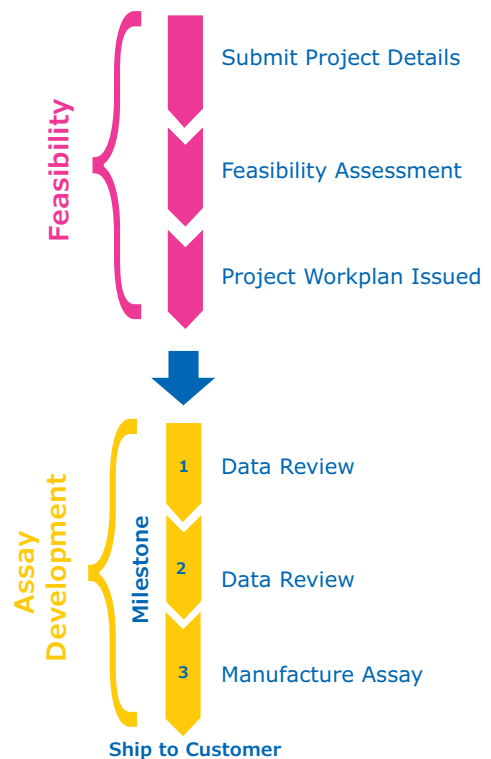 Feasibility
Submit Project Details
Feasibility Assessment
Project Workplan Issued
Assay
Development
Milestone
1
Data Review
2
Data Review
3
Manufacture Assay
Ship to Customer